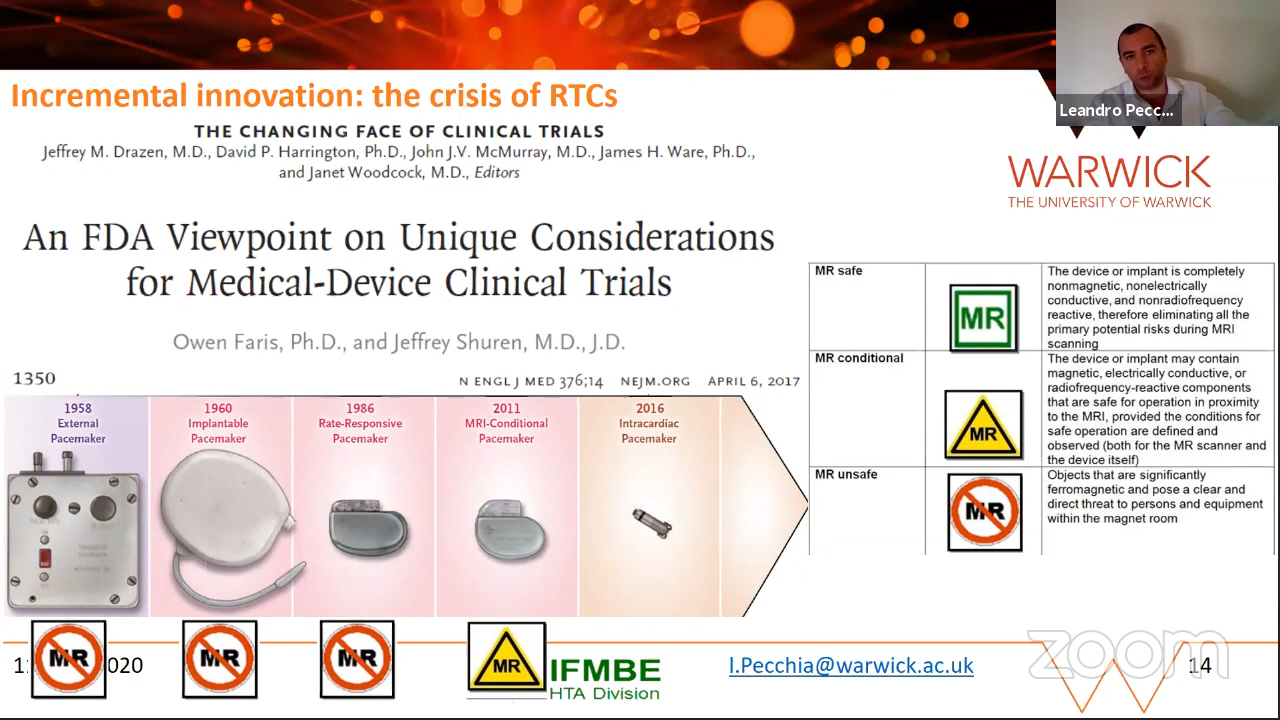 Leandro Pecc...
Incremental innovation: the crisis of RTCs
THE CHANGING FACE OF CLINICAL TRIALS
Jeffrey M. Drazen, M.D., David P. Harrington, Ph.D., John J.V. McMurray, M.D., James H. Ware, Ph.D.,
and Janet Woodcock, M.D., Editors
An FDA Viewpoint on Unique Considerations
for Medical-Device Clinical Trials
Owen Faris, Ph.D., and Jeffrey Shuren, M.D., J.D.
1350
N ENGL J MED 376;14 NEJM.ORG APRIL 6, 2017
WARWICK
THE UNIVERSITY OF WARWICK
1958
External
Pacemaker
1960
Implantable
Pacemaker
1986
Rate-Responsive
Pacemaker
2011
MRI-Conditional
Pacemaker
2016
Intracardiac
Pacemaker
MR safe
MR
The device or implant is completely
nonmagnetic, nonelectrically
conductive, and nonradiofrequency
reactive, therefore eliminating all the
primary potential risks during MRI
scanning
MR conditional
MR
The device or implant may contain
magnetic, electrically conductive, or
radiofrequency-reactive components
that are safe for operation in proximity
to the MRI, provided the conditions for
safe operation are defined and
observed (both for the MR scanner and
the device itself)
MR unsafe
MR
Objects that are significantly
ferromagnetic and pose a clear and
direct threat to persons and equipment
within the magnet room
MR
MR
MR
MR
020
IFMBE
HTA Division
l.Pecchia@warwick.ac.uk
zoom
14